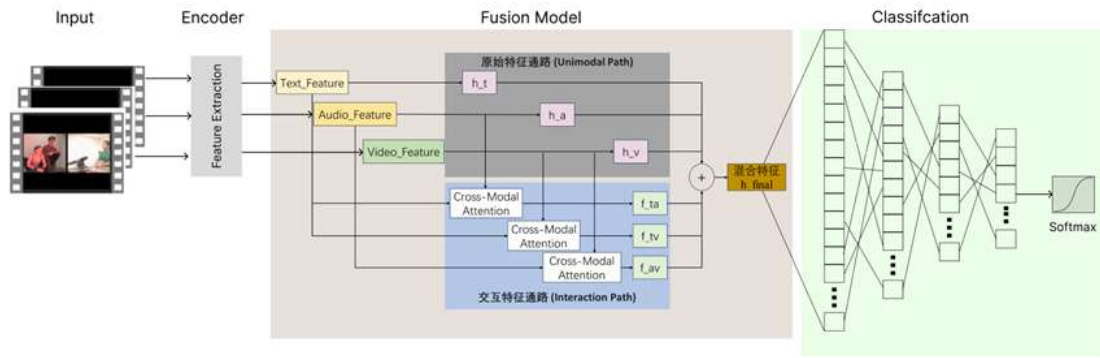 Input
Encoder
Fusion Model
Classifcation
Feature Extraction
原始特征通路 (Unimodal Path)
Text_Feature
h_t
Audio_Feature
h_a
Video_Feature
h_v
混合特征
h_final
+
Cross-Modal
Attention
f_ta
Cross-Modal
Attention
f_tv
Cross-Modal
Attention
f_av
交互特征通路 (Interaction Path)
Softmax